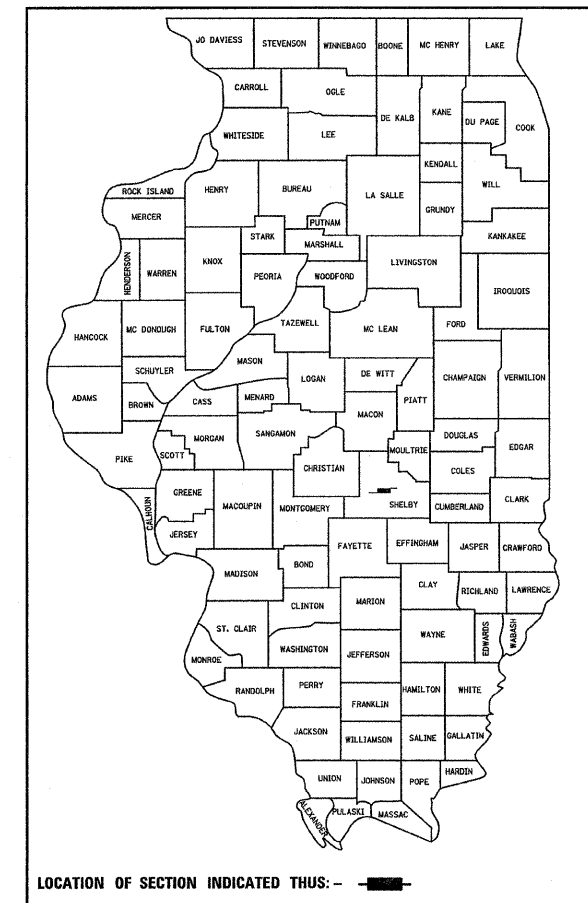 JO DAVIESS STEVENSON WINNEBAGO BOONE MC HENRY LAKE
CARROLL OGLE DE KALB KANE DU PAGE COOK
WHITESIDE LEE KENDALL WILL
ROCK ISLAND HENRY BUREAU LA SALLE GRUNDY
MERCER PUTNAM KANKAKEE
HENDERSON WARREN KNOX STARK MARSHALL LIVINGSTON
PEORIA WOODFORD IROQUOIS
HANCOCK MC DONOUGH FULTON TAZEWELL MC LEAN FORD
SCHUYLER MASON LOGAN DE WITT CHAMPAIGN VERMILION
ADAMS BROWN CASS MENARD MACON PIATT
PIKE SCOTT MORGAN SANGAMON MOULTRIE DOUGLAS EDGAR
CHRISTIAN COLES
CALHOUN GREENE MACOUPIN MONTGOMERY SHELBY CUMBERLAND CLARK
JERSEY FAYETTE EFFINGHAM JASPER CRAWFORD
MADISON BOND CLAY RICHLAND LAWRENCE
CLINTON MARION
ST. CLAIR WAYNE EDWARDS WABASH
MONROE WASHINGTON JEFFERSON
RANDOLPH PERRY HAMILTON WHITE
FRANKLIN
JACKSON WILLIAMSON SALINE GALLATIN
UNION JOHNSON POPE HARDIN
ALEXANDER PULASKI MASSAC
LOCATION OF SECTION INDICATED THUS: -